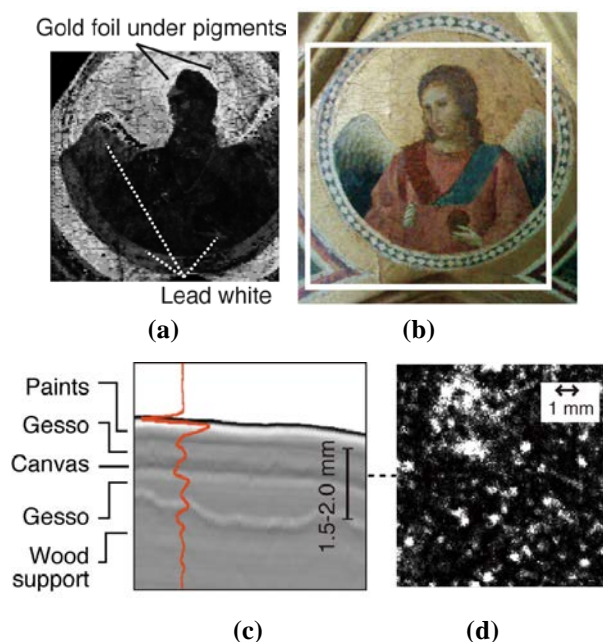 Gold foil under pigments
Lead white
(a)
(b)
Paints
Gesso
Canvas
Gesso
Wood
support
1.5-2.0 mm
1 mm
(c)
(d)